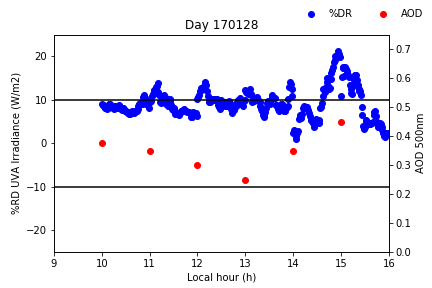 %DR AOD
Day 170128
%RD UVA Irradiance (W/m2)
20
10
0
−10
−20
0.7
0.6
0.5
0.4
0.3
0.2
0.1
0.0
AOD 500nm
9 10 11 12 13 14 15 16
Local hour (h)